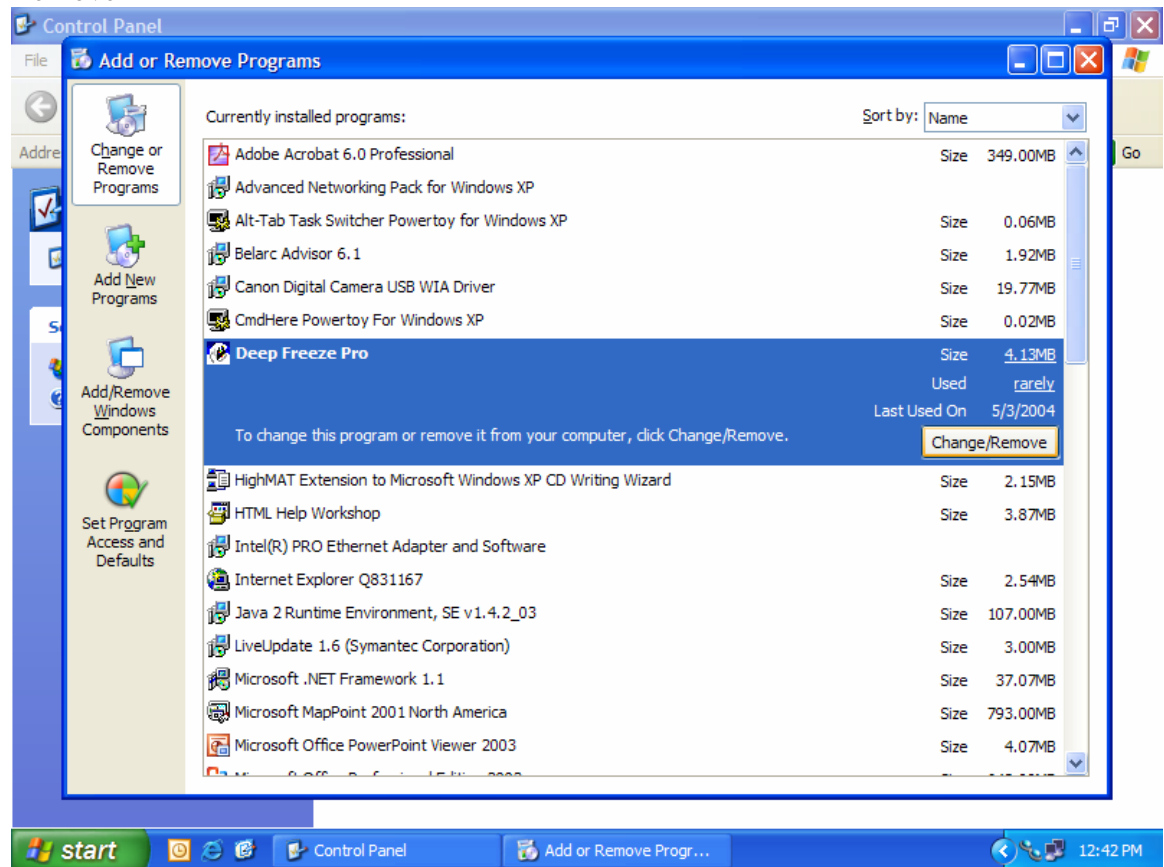 Control Panel
File
Add or Remove Programs
Addre
Go
Change or
Remove
Programs
Add New
Programs
Add/Remove
Windows
Components
Set Program
Access and
Defaults
Currently installed programs:
Sort by: Name
Adobe Acrobat 6.0 Professional Size 349.00MB
Advanced Networking Pack for Windows XP
Alt-Tab Task Switcher Powertoy for Windows XP Size 0.06MB
Belarc Advisor 6.1 Size 1.92MB
Canon Digital Camera USB WIA Driver Size 19.77MB
CmdHere Powertoy For Windows XP Size 0.02MB
Deep Freeze Pro Size 4.13MB
Used rarely
Last Used On 5/3/2004
To change this program or remove it from your computer, click Change/Remove.
Change/Remove
HighMAT Extension to Microsoft Windows XP CD Writing Wizard Size 2.15MB
HTML Help Workshop Size 3.87MB
Intel(R) PRO Ethernet Adapter and Software
Internet Explorer Q831167 Size 2.54MB
Java 2 Runtime Environment, SE v1.4.2_03 Size 107.00MB
LiveUpdate 1.6 (Symantec Corporation) Size 3.00MB
Microsoft .NET Framework 1.1 Size 37.07MB
Microsoft MapPoint 2001 North America Size 793.00MB
Microsoft Office PowerPoint Viewer 2003 Size 4.07MB
start
Control Panel
Add or Remove Progr...
12:42 PM